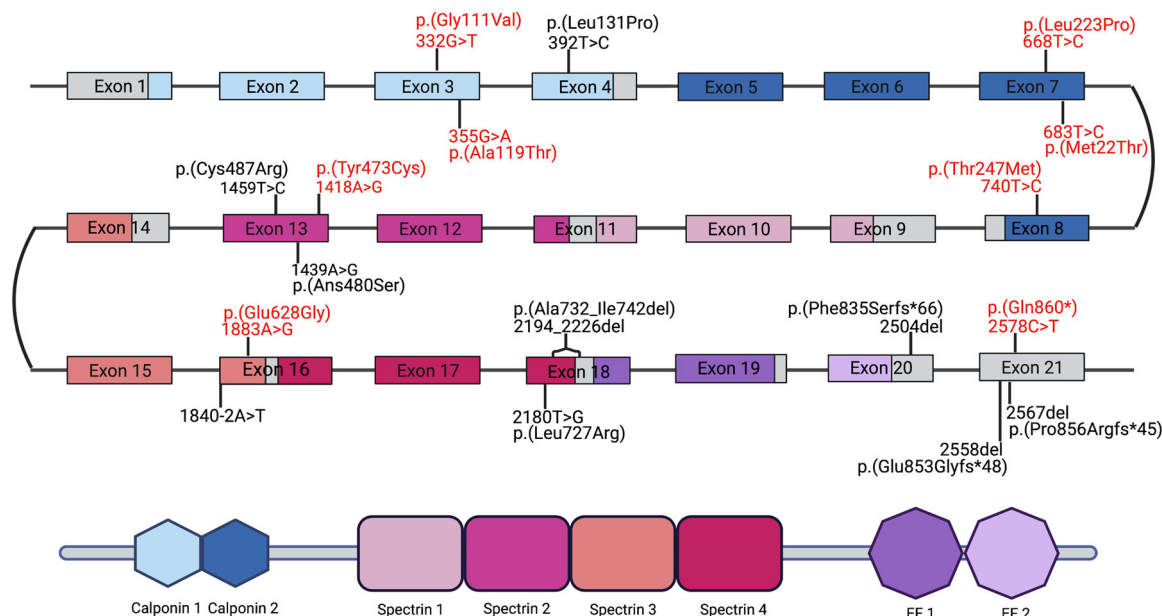 p.(Gly111Val)
332G>T
p.(Leu131Pro)
392T>C
p.(Leu223Pro)
668T>C
Exon 1
Exon 2
Exon 3
Exon 4
Exon 5
Exon 6
Exon 7
355G>A
p.(Ala119Thr)
683T>C
p.(Met22Thr)
p.(Cys487Arg)
1459T>C
p.(Tyr473Cys)
1418A>G
p.(Thr247Met)
740T>C
Exon 14
Exon 13
Exon 12
Exon 11
Exon 10
Exon 9
Exon 8
1439A>G
p.(Ans480Ser)
p.(Glu628Gly)
1883A>G
p.(Ala732_Ile742del)
2194_2226del
p.(Phe835Serfs*66)
2504del
p.(Gln860*)
2578C>T
Exon 15
Exon 16
Exon 17
Exon 18
Exon 19
Exon 20
Exon 21
1840-2A>T
2180T>G
p.(Leu727Arg)
2567del
p.(Pro856Argfs*45)
2558del
p.(Glu853Glyfs*48)
Calponin 1
Calponin 2
Spectrin 1
Spectrin 2
Spectrin 3
Spectrin 4
EF 1
EF 2